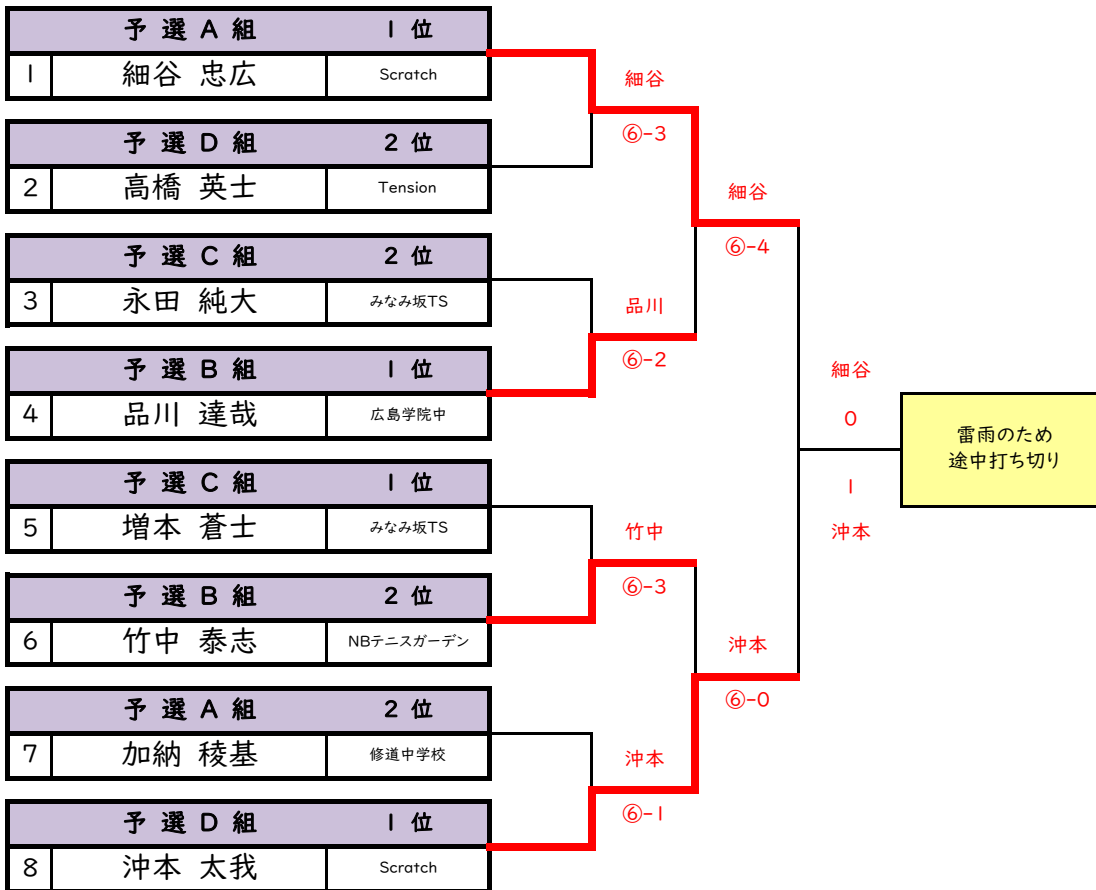 予選A組 1位
1 細谷 忠広 Scratch
予選D組 2位
2 高橋 英士 Tension
予選C組 2位
3 永田 純大 みなみ坂TS
予選B組 1位
4 品川 達哉 広島学院中
予選C組 1位
5 増本 蒼士 みなみ坂TS
予選B組 2位
6 竹中 泰志 NBテニスガーデン
予選A組 2位
7 加納 稜基 修道中学校
予選D組 1位
8 沖本 太我 Scratch
細谷
⑥-3
品川
⑥-2
竹中
⑥-3
沖本
⑥-1
細谷
⑥-4
沖本
⑥-0
細谷
0
1
沖本
雷雨のため
途中打ち切り